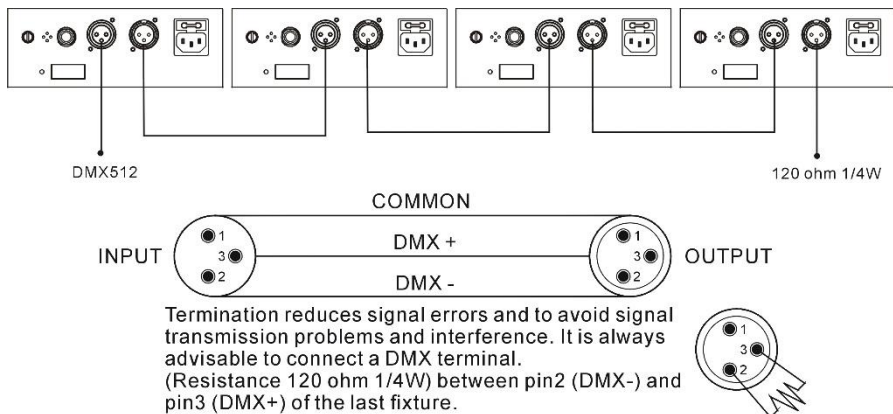 DMX512
120 ohm 1/4W
COMMON
INPUT
1
DMX +
3
DMX -
2
1
3
2
OUTPUT
Termination reduces signal errors and to avoid signal
transmission problems and interference. It is always
advisable to connect a DMX terminal.
(Resistance 120 ohm 1/4W) between pin2 (DMX-) and
pin3 (DMX+) of the last fixture.
1
3
2